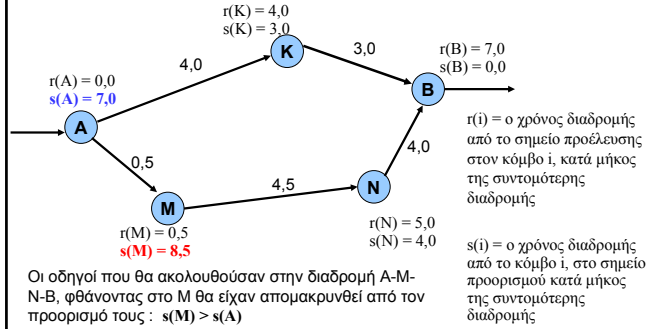 r(K) = 4,0
s(K) = 3,0
K
3,0
r(B) = 7,0
s(B) = 0,0
B
4,0
r(A) = 0,0
s(A) = 7,0
A
0,5
4,5
4,0
N
M
r(M) = 0,5
s(M) = 8,5
r(N) = 5,0
s(N) = 4,0
r(i) = ο χρόνος διαδρομής
από το σημείο προέλευσης
στον κόμβο i, κατά μήκος
της συντομότερης
διαδρομής
s(i) = ο χρόνος διαδρομής
από το κόμβο i, στο σημείο
προορισμού κατά μήκος
της συντομότερης
διαδρομής
Οι οδηγοί που θα ακολουθούσαν στην διαδρομή Α-Μ-
Ν-Β, φθάνοντας στο Μ θα είχαν απομακρυνθεί από τον
προορισμό τους : s(M) > s(A)